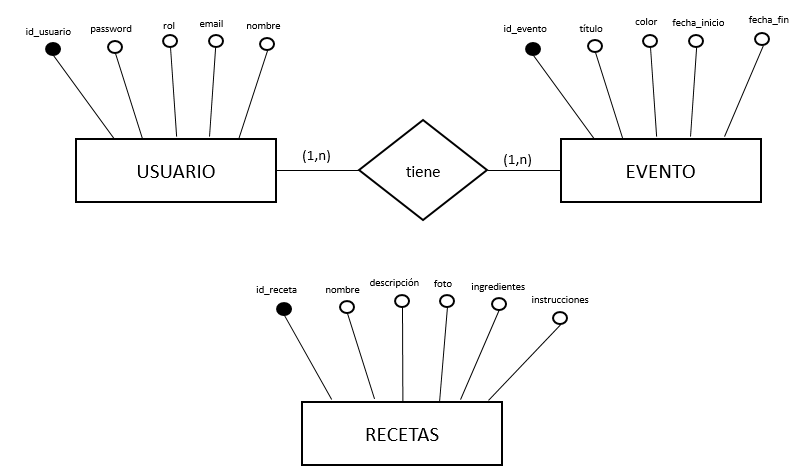 id_usuario
password
rol
email
nombre
id_evento
título
color
fecha_inicio
fecha_fin
USUARIO
(1,n)
tiene
(1,n)
EVENTO
id_receta
nombre
descripción
foto
ingredientes
instrucciones
RECETAS